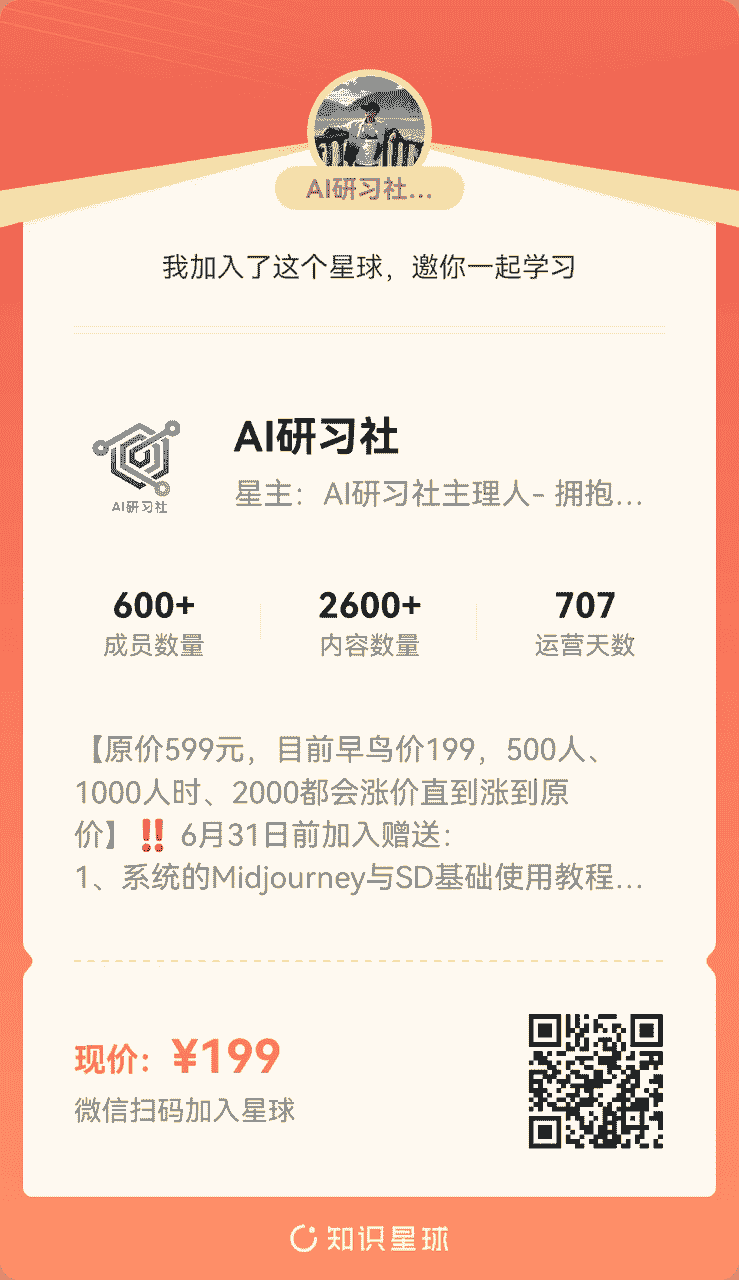 AI研习社...
我加入了这个星球，邀你一起学习
AI研习社
AI研习社
星主：AI研习社主理人- 拥抱...
600+
2600+
707
成员数量
内容数量
运营天数
【原价599元，目前早鸟价199，500人、
1000人时、2000都会涨价直到涨到原
价】‼️ 6月31日前加入赠送：
1、系统的Midjourney与SD基础使用教程...
现价：¥199
微信扫码加入星球
知识星球